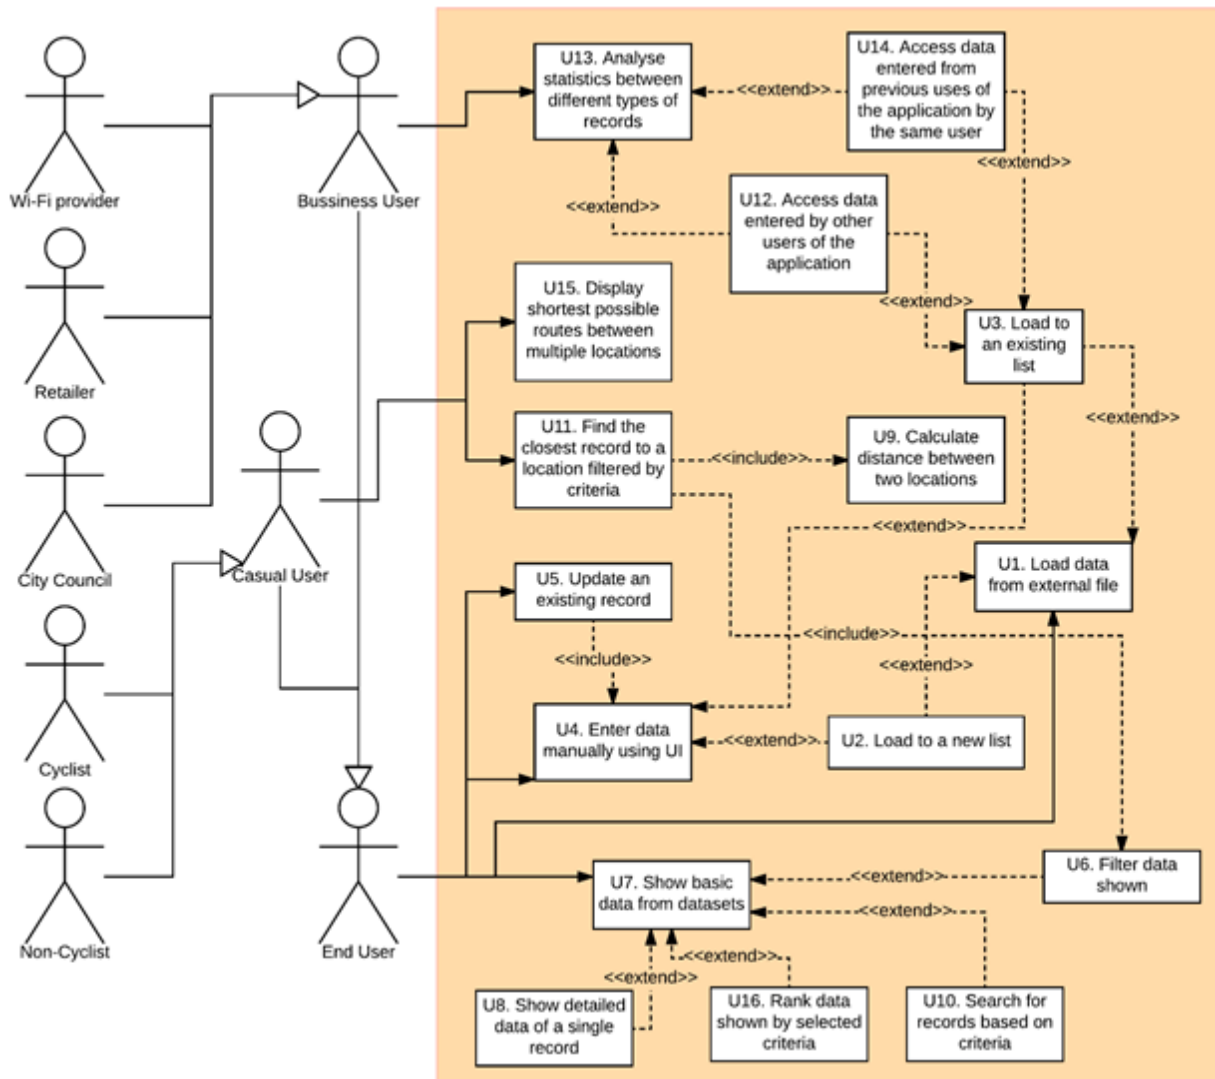 U13. Analyse
statistics between
different types of
records
<<extend>>
U14. Access data
entered from
previous uses of
the application by
the same user
<<extend>>
Wi-Fi provider
Bussiness User
<<extend>>
U12. Access data
entered by other
users of the
application
<<extend>>
U15. Display
shortest possible
routes between
multiple locations
U3. Load to
an existing
list
Retailer
<<extend>>
U11. Find the
closest record to a
location filtered by
criteria
<<include>>
U9. Calculate
distance between
two locations
<<extend>>
City Council
Casual User
U5. Update an
existing record
U1. Load data
from external file
<<include>>
<<include>>
<<extend>>
U4. Enter data
manually using UI
<<extend>>
U2. Load to a new list
Cyclist
U7. Show basic
data from datasets
<<extend>>
U6. Filter data
shown
<<extend>>
Non-Cyclist
End User
<<extend>>
<<extend>>
U8. Show detailed
data of a single
record
U16. Rank data
shown by selected
criteria
U10. Search for
records based on
criteria